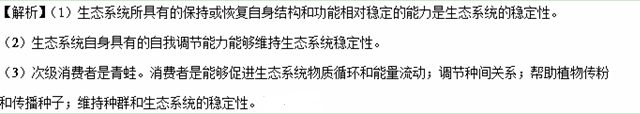 【解析】（1）生态系统所具有的保持或恢复自身结构和功能相对稳定的能力是生态系统的稳定性。
（2）生态系统自身具有的自我调节能力能够维持生态系统稳定性。
（3）次级消费者是青蛙。消费者是能够促进生态系统物质循环和能量流动；调节种间关系；帮助植物传粉
和传播种子；维持种群和生态系统的稳定性。